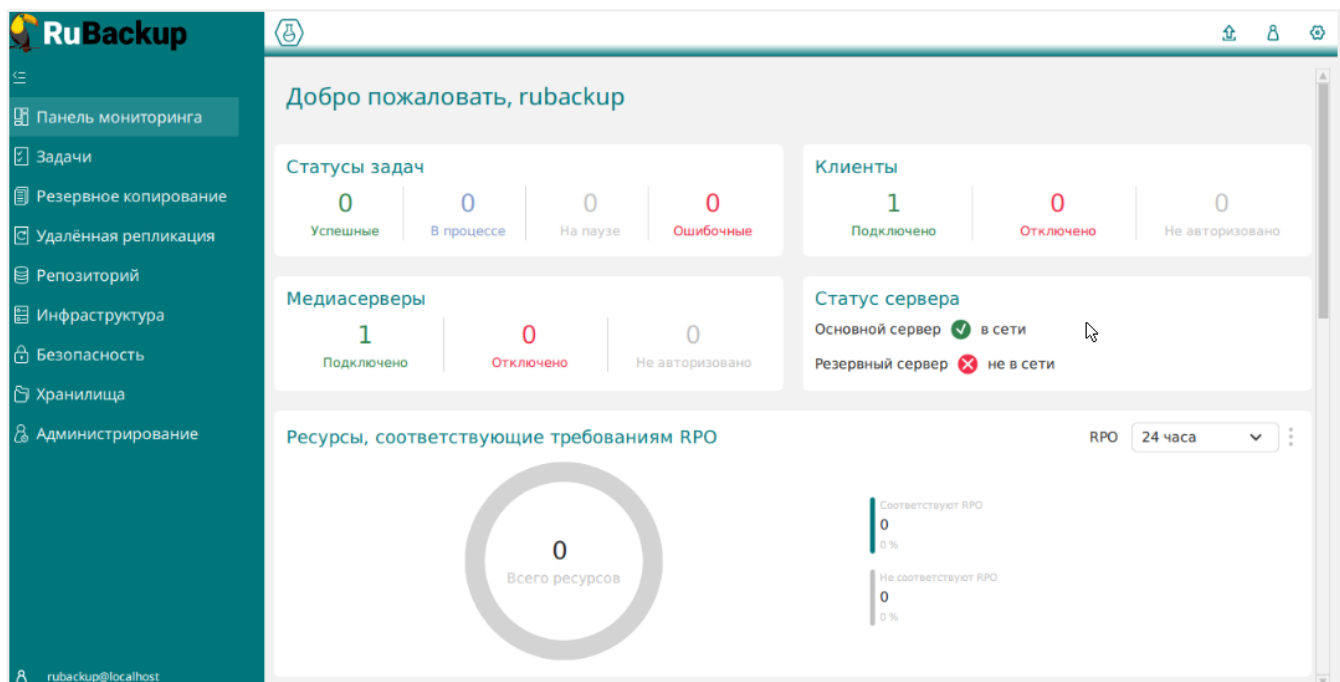 RuBackup
Панель мониторинга
Задачи
Резервное копирование
Удалённая репликация
Репозиторий
Инфраструктура
Безопасность
Хранилища
Администрирование
rubackup@localhost
Добро пожаловать, rubackup
Статусы задач
0 0 0 0
Успешные В процессе На паузе Ошибочные
Клиенты
1 0 0
Подключено Отключено Не авторизовано
Медиасерверы
1 0 0
Подключено Отключено Не авторизовано
Статус сервера
Основной сервер в сети
Резервный сервер не в сети
Ресурсы, соответствующие требованиям RPO
RPO 24 часа
0
Всего ресурсов
Соответствуют RPO
0
0 %
Не соответствуют RPO
0
0 %